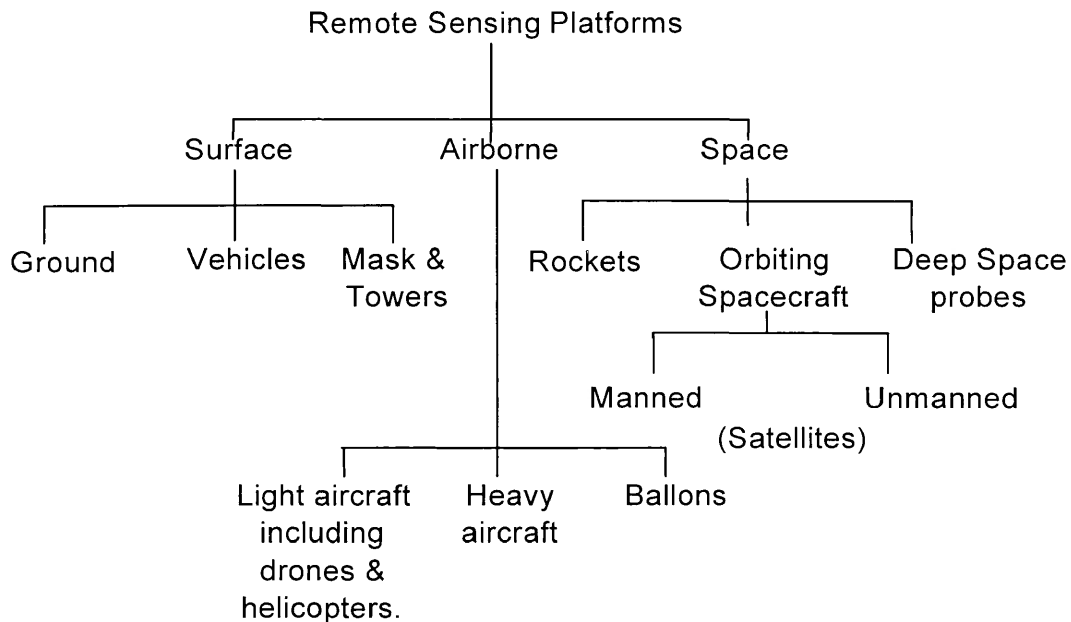 Remote Sensing Platforms
Surface Airborne Space
Ground Vehicles Mask & Rockets Orbiting Deep Space
Towers Spacecraft probes
Manned Unmanned
(Satellites)
Light aircraft Heavy Ballons
including aircraft
drones &
helicopters.